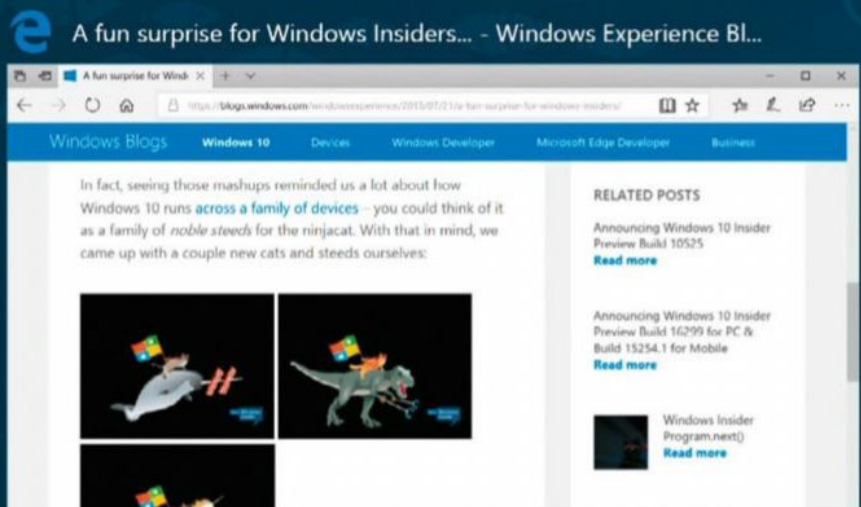 A fun surprise for Windows Insiders... - Windows Experience Bl...
A fun surprise for Wind
https://blogs.windows.com/windowsexperience/2015/07/21/a-fun-surprise-for-windows-insiders/
Windows Blogs
Windows 10
Devices
Windows Developer
Microsoft Edge Developer
Business
In fact, seeing those mashups reminded us a lot about how
Windows 10 runs across a family of devices – you could think of it
as a family of noble steeds for the ninjacat. With that in mind, we
came up with a couple new cats and steeds ourselves:
RELATED POSTS
Announcing Windows 10 Insider
Preview Build 10525
Read more
Announcing Windows 10 Insider
Preview Build 16299 for PC &
Build 15254.1 for Mobile
Read more
Windows Insider
Program.next()
Read more